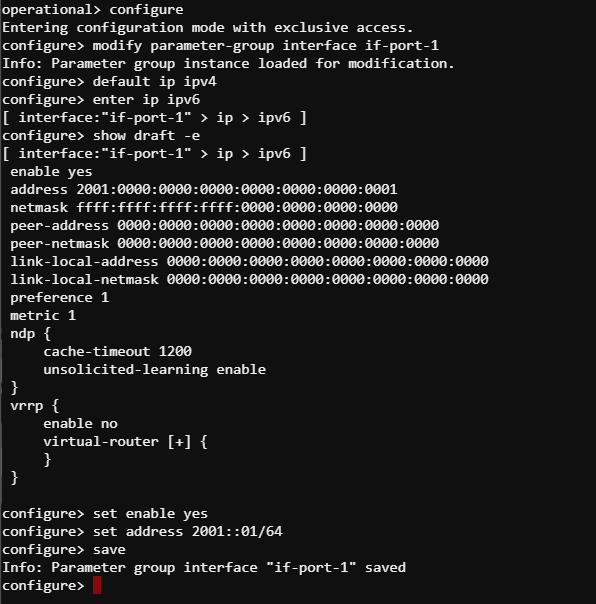 operational> configure
Entering configuration mode with exclusive access.
configure> modify parameter-group interface if-port-1
Info: Parameter group instance loaded for modification.
configure> default ip ipv4
configure> enter ip ipv6
[ interface:"if-port-1" > ip > ipv6 ]
configure> show draft -e
[ interface:"if-port-1" > ip > ipv6 ]
enable yes
address 2001:0000:0000:0000:0000:0000:0000:0001
netmask ffff:ffff:ffff:ffff:0000:0000:0000:0000
peer-address 0000:0000:0000:0000:0000:0000:0000:0000
peer-netmask 0000:0000:0000:0000:0000:0000:0000:0000
link-local-address 0000:0000:0000:0000:0000:0000:0000:0000
link-local-netmask 0000:0000:0000:0000:0000:0000:0000:0000
preference 1
metric 1
ndp {
cache-timeout 1200
unsolicited-learning enable
}
vrrp {
enable no
virtual-router [+] {
}
}
configure> set enable yes
configure> set address 2001::01/64
configure> save
Info: Parameter group interface "if-port-1" saved
configure>